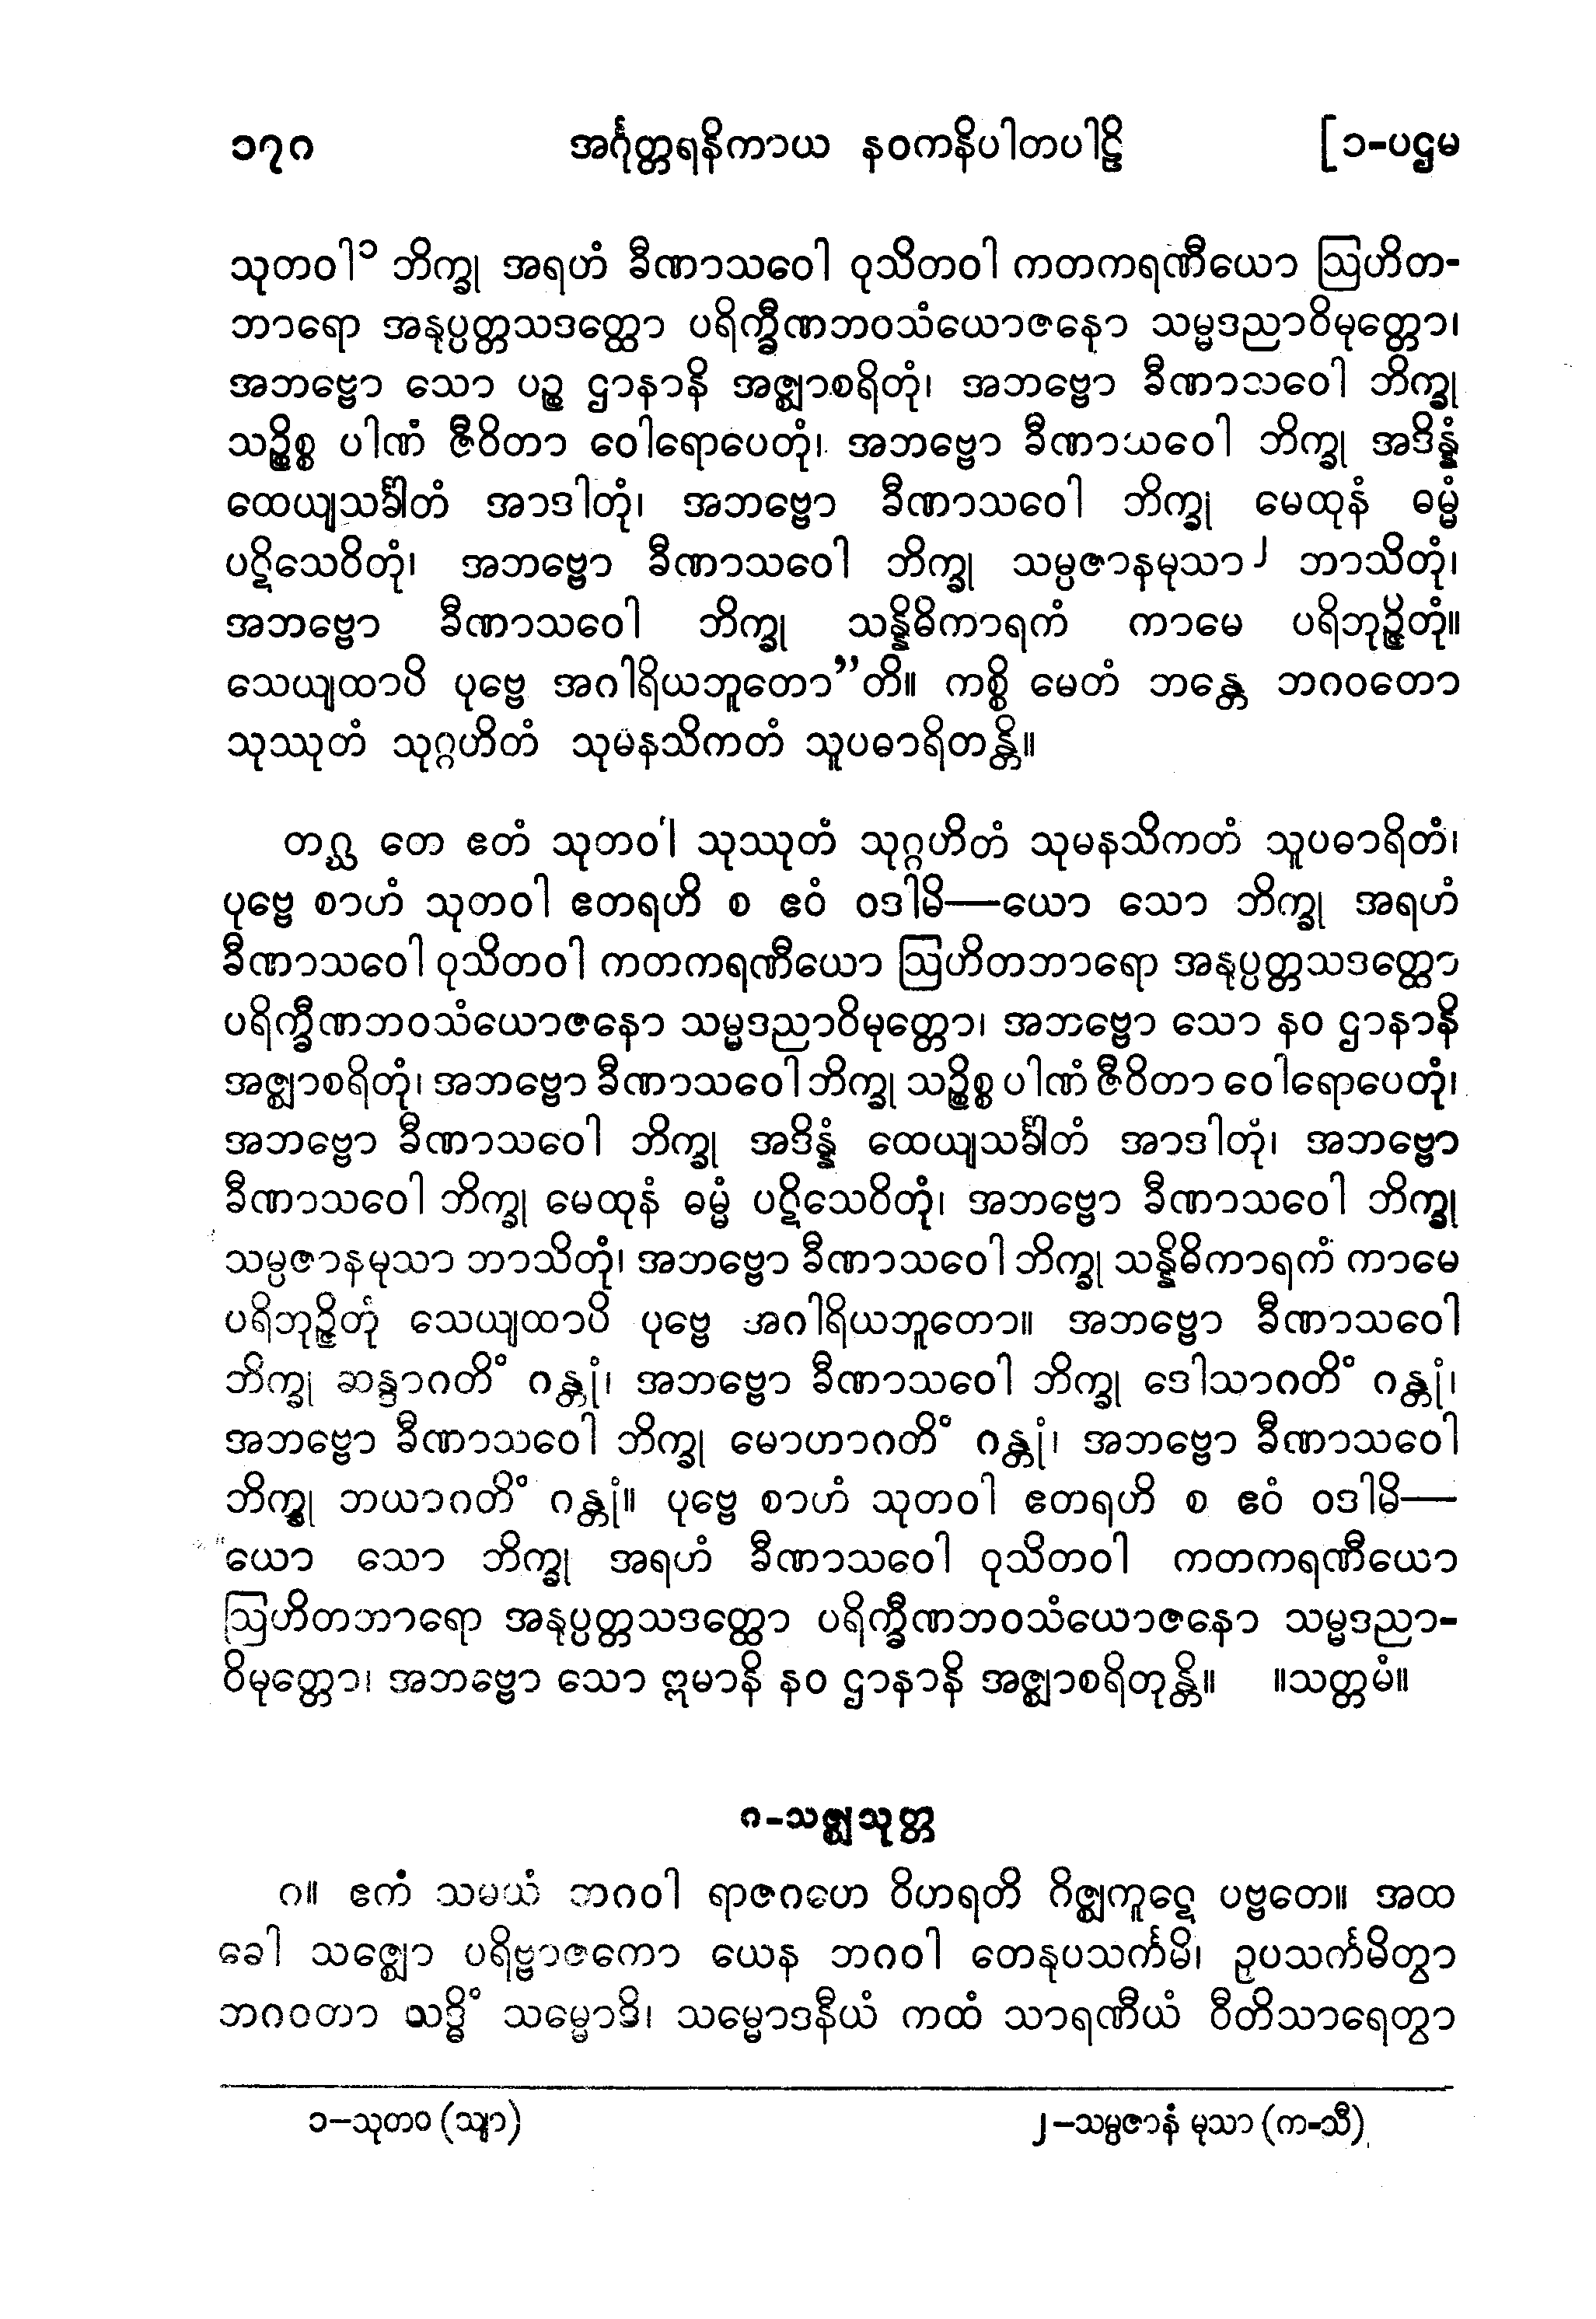 ၁၇၈ အင်္ဂုတ္တရနိကာယ နဝကနိပါတပါဠိ [၁-ပဌမ
သုတဝါ၁ ဘိက္ခု အရဟံ ခီဏာသဝေါ ဝုသိတဝါ ကတကရဏီယော ဩဟိတ-
ဘာရော အနုပ္ပတ္တသဒတ္ထော ပရိက္ခီဏဘဝသံယောဇနော သမ္မဒညာဝိမုတ္တော၊
အဘဗ္ဗော သော ပဉ္စ ဌာနာနိ အဇ္ဈာစရိတုံ၊ အဘဗ္ဗော ခီဏာသဝေါ ဘိက္ခု
သဉ္စိစ္စ ပါဏံ ဇီဝိတာ ဝေါရောပေတုံ၊ အဘဗ္ဗော ခီဏာသဝေါ ဘိက္ခု အဒိန္နံ
ထေယျသင်္ခါတံ အာဒါတုံ၊ အဘဗ္ဗော ခီဏာသဝေါ ဘိက္ခု မေထုနံ ဓမ္မံ
ပဋိသေဝိတုံ၊ အဘဗ္ဗော ခီဏာသဝေါ ဘိက္ခု သမ္ပဇာနမုသာ၂ ဘာသိတုံ၊
အဘဗ္ဗော ခီဏာသဝေါ ဘိက္ခု သန္နိဓိကာရကံ ကာမေ ပရိဘုဉ္ဇိတုံ။
သေယျထာပိ ပုဗ္ဗေ အဂါရိယဘူတော”တိ။ ကစ္စိ မေတံ ဘန္တေ ဘဂဝတော
သုဿုတံ သုဂ္ဂဟိတံ သုမနသိကတံ သူပဓာရိတန္တိ။
တဂ္ဃ တေ ဧတံ သုတဝါ သုဿုတံ သုဂ္ဂဟိတံ သုမနသိကတံ သူပဓာရိတံ၊
ပုဗ္ဗေ စာဟံ သုတဝါ ဧတရဟိ စ ဧဝံ ဝဒါမိ—ယော သော ဘိက္ခု အရဟံ
ခီဏာသဝေါ ဝုသိတဝါ ကတကရဏီယော ဩဟိတဘာရော အနုပ္ပတ္တသဒတ္ထော
ပရိက္ခီဏဘဝသံယောဇနော သမ္မဒညာဝိမုတ္တော၊ အဘဗ္ဗော သော နဝ ဌာနာနိ
အဇ္ဈာစရိတုံ၊ အဘဗ္ဗော ခီဏာသဝေါ ဘိက္ခု သဉ္စိစ္စ ပါဏံ ဇီဝိတာ ဝေါရောပေတုံ၊
အဘဗ္ဗော ခီဏာသဝေါ ဘိက္ခု အဒိန္နံ ထေယျသင်္ခါတံ အာဒါတုံ၊ အဘဗ္ဗော
ခီဏာသဝေါ ဘိက္ခု မေထုနံ ဓမ္မံ ပဋိသေဝိတုံ၊ အဘဗ္ဗော ခီဏာသဝေါ ဘိက္ခု
သမ္ပဇာနမုသာ ဘာသိတုံ၊ အဘဗ္ဗော ခီဏာသဝေါ ဘိက္ခု သန္နိဓိကာရကံ ကာမေ
ပရိဘုဉ္ဇိတုံ သေယျထာပိ ပုဗ္ဗေ အဂါရိယဘူတော။ အဘဗ္ဗော ခီဏာသဝေါ
ဘိက္ခု ဆန္ဒာဂတိံ ဂန္တုံ၊ အဘဗ္ဗော ခီဏာသဝေါ ဘိက္ခု ဒေါသာဂတိံ ဂန္တုံ၊
အဘဗ္ဗော ခီဏာသဝေါ ဘိက္ခု မောဟာဂတိံ ဂန္တုံ၊ အဘဗ္ဗော ခီဏာသဝေါ
ဘိက္ခု ဘယာဂတိံ ဂန္တုံ။ ပုဗ္ဗေ စာဟံ သုတဝါ ဧတရဟိ စ ဧဝံ ဝဒါမိ—
“ယော သော ဘိက္ခု အရဟံ ခီဏာသဝေါ ဝုသိတဝါ ကတကရဏီယော
ဩဟိတဘာရော အနုပ္ပတ္တသဒတ္ထော ပရိက္ခီဏဘဝသံယောဇနော သမ္မဒညာ-
ဝိမုတ္တော၊ အဘဗ္ဗော သော ဣမာနိ နဝ ဌာနာနိ အဇ္ဈာစရိတုန္တိ။ ။သတ္တမံ။
၈-သဇ္ဈသုတ္တ
၈။ ဧကံ သမယံ ဘဂဝါ ရာဇဂဟေ ဝိဟရတိ ဂိဇ္ဈကူဋေ ပဗ္ဗတေ။ အထ
ခေါ သဇ္ဈော ပရိဗ္ဗာဇကော ယေန ဘဂဝါ တေနုပသင်္ကမိ၊ ဥပသင်္ကမိတွာ
ဘဂဝတာ သဒ္ဓိံ သမ္မောဒိ၊ သမ္မောဒနီယံ ကထံ သာရဏီယံ ဝီတိသာရေတွာ
၁-သုတဝ (သျာ) ၂-သမ္ပဇာနံ မုသာ (က-သီ)